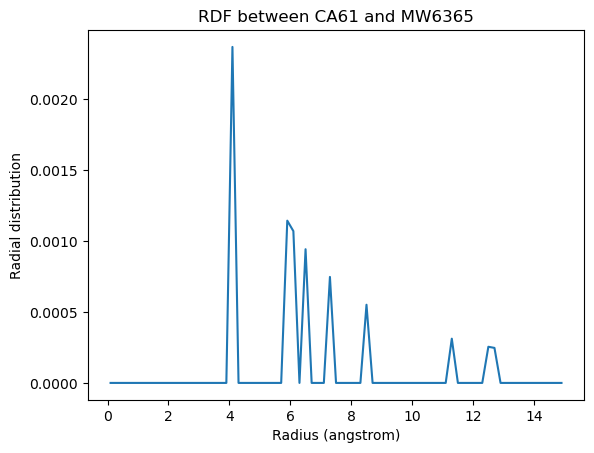 RDF between CA61 and MW6365
Radial distribution
0.0020
0.0015
0.0010
0.0005
0.0000
0 2 4 6 8 10 12 14
Radius (angstrom)